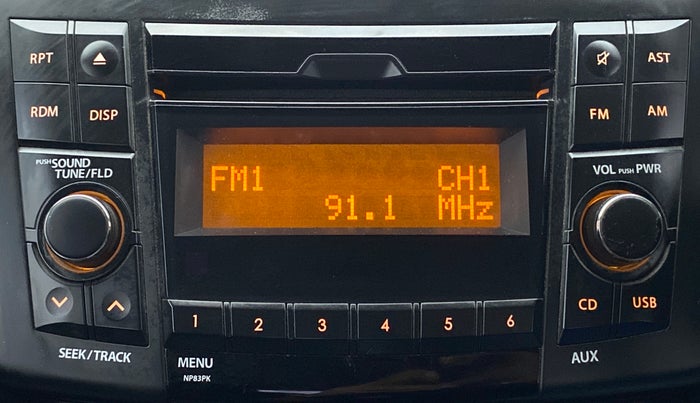 RPT
AST
RDM
DISP
FM
AM
PUSH SOUND
TUNE/FLD
VOL PUSH PWR
FM1 CH1
91.1 MHz
CD
USB
1 2 3 4 5 6
SEEK/TRACK
MENU
AUX
NP83PK